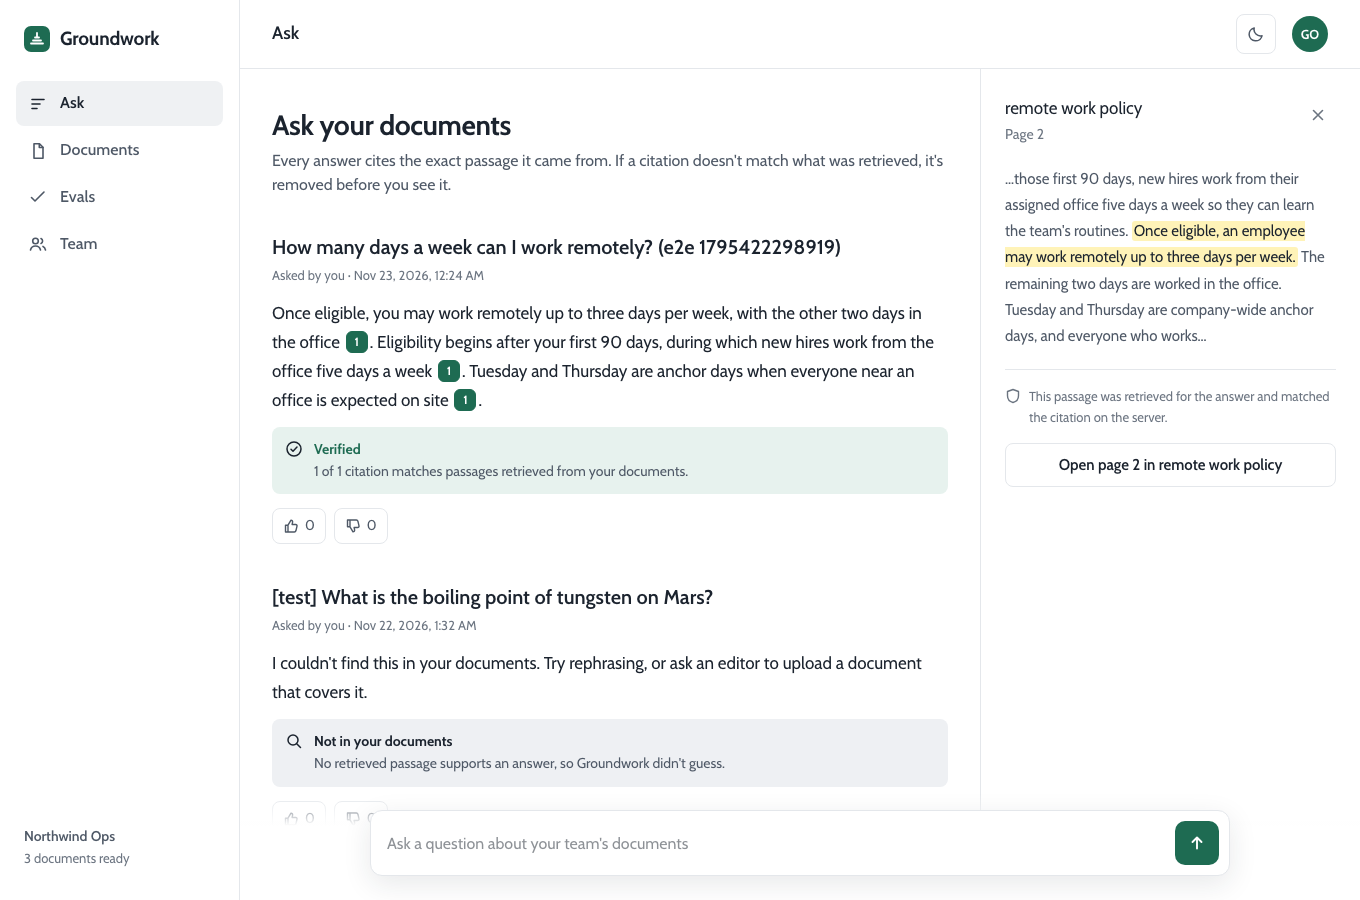 Groundwork
Ask
Documents
Evals
Team
Northwind Ops
3 documents ready
Ask
GO
Ask your documents
Every answer cites the exact passage it came from. If a citation doesn't match what was retrieved, it's
removed before you see it.
How many days a week can I work remotely? (e2e 1795422298919)
Asked by you · Nov 23, 2026, 12:24 AM
Once eligible, you may work remotely up to three days per week, with the other two days in
the office 1. Eligibility begins after your first 90 days, during which new hires work from the
office five days a week 1. Tuesday and Thursday are anchor days when everyone near an
office is expected on site 1.
Verified
1 of 1 citation matches passages retrieved from your documents.
0 0
[test] What is the boiling point of tungsten on Mars?
Asked by you · Nov 22, 2026, 1:32 AM
I couldn't find this in your documents. Try rephrasing, or ask an editor to upload a document
that covers it.
Not in your documents
No retrieved passage supports an answer, so Groundwork didn't guess.
0 0
Ask a question about your team's documents
remote work policy
Page 2
...those first 90 days, new hires work from their
assigned office five days a week so they can learn
the team's routines. Once eligible, an employee
may work remotely up to three days per week. The
remaining two days are worked in the office.
Tuesday and Thursday are company-wide anchor
days, and everyone who works...
This passage was retrieved for the answer and matched
the citation on the server.
Open page 2 in remote work policy